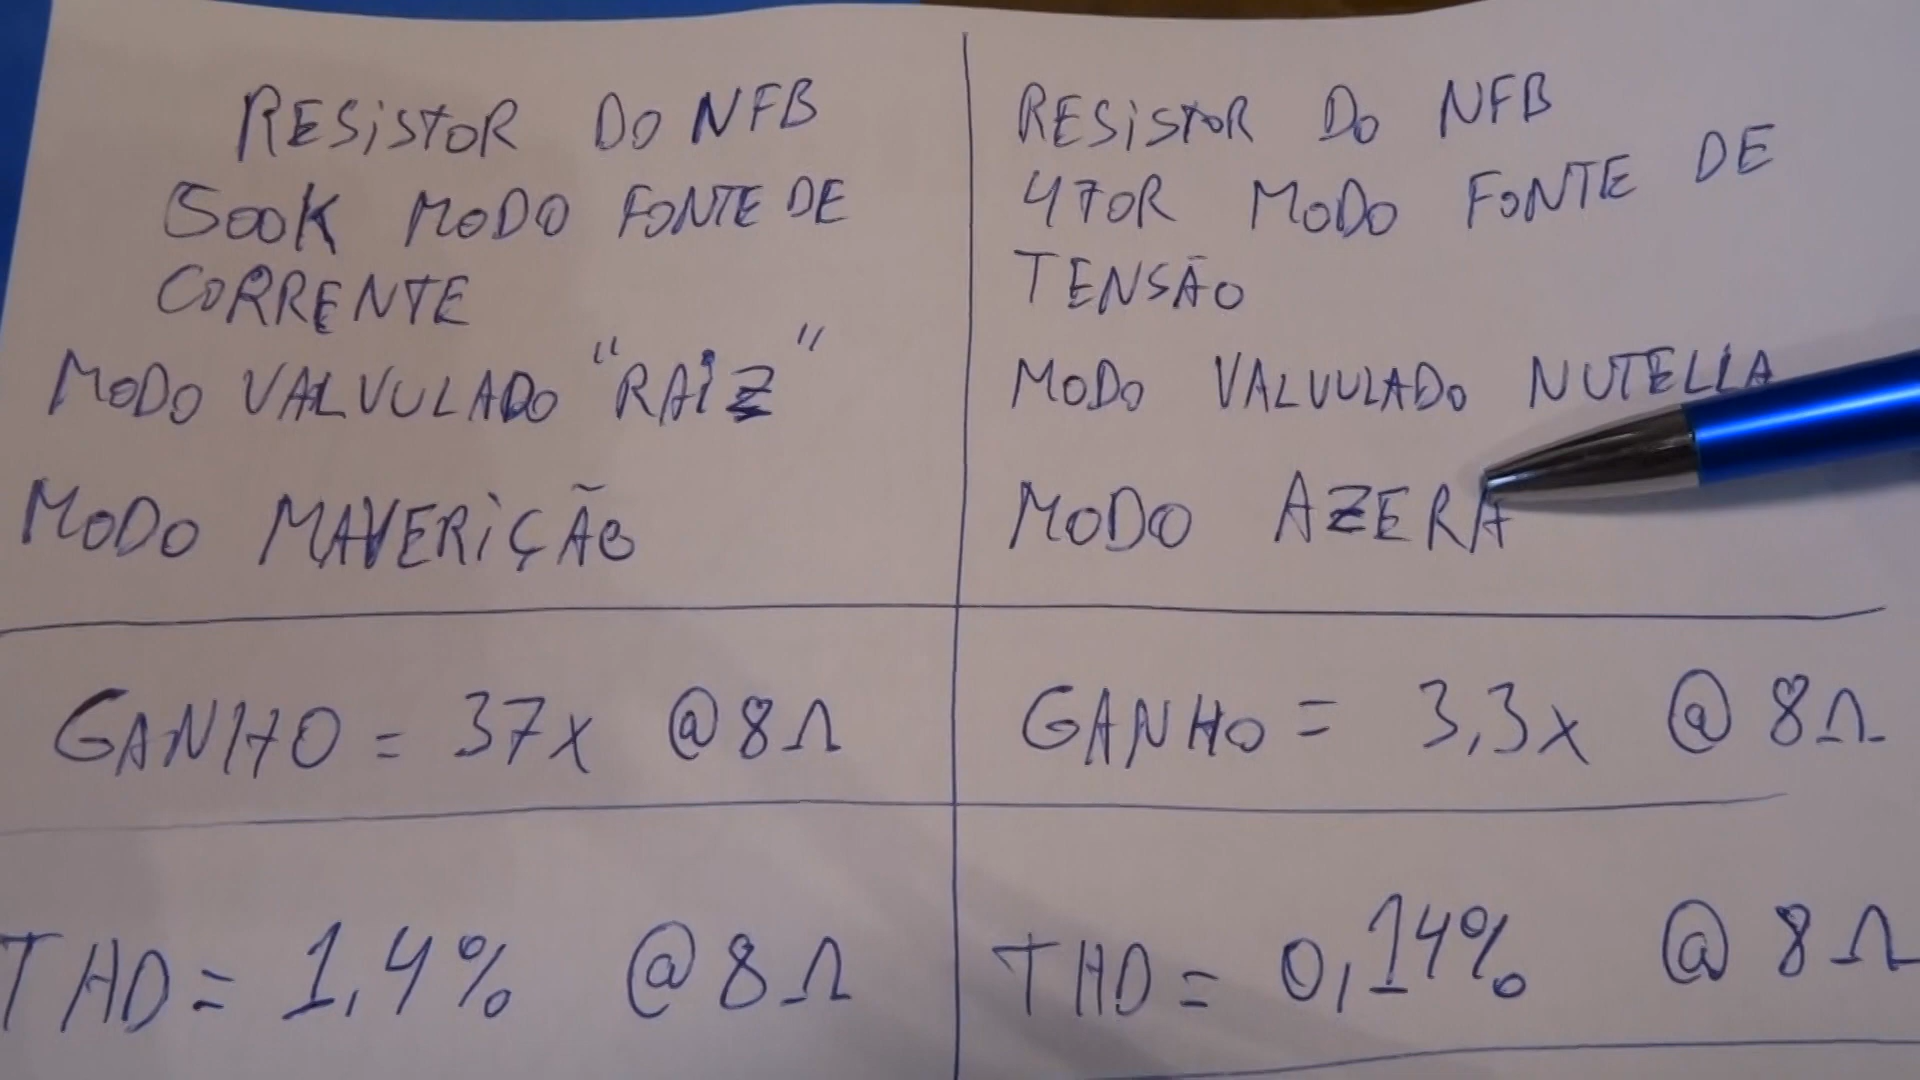 RESISTOR DO NFB
500K MODO FONTE DE
CORRENTE
MODO VALVULADO "RAIZ"
MODO MAVERIÇÃO
GANHO = 37x @ 8Ω
THD = 1,4% @ 8Ω
RESISTOR DO NFB
470R MODO FONTE DE
TENSÃO
MODO VALVULADO NUTELLA
MODO AZERA
GANHO = 3,3x @ 8Ω
THD = 0,14% @ 8Ω